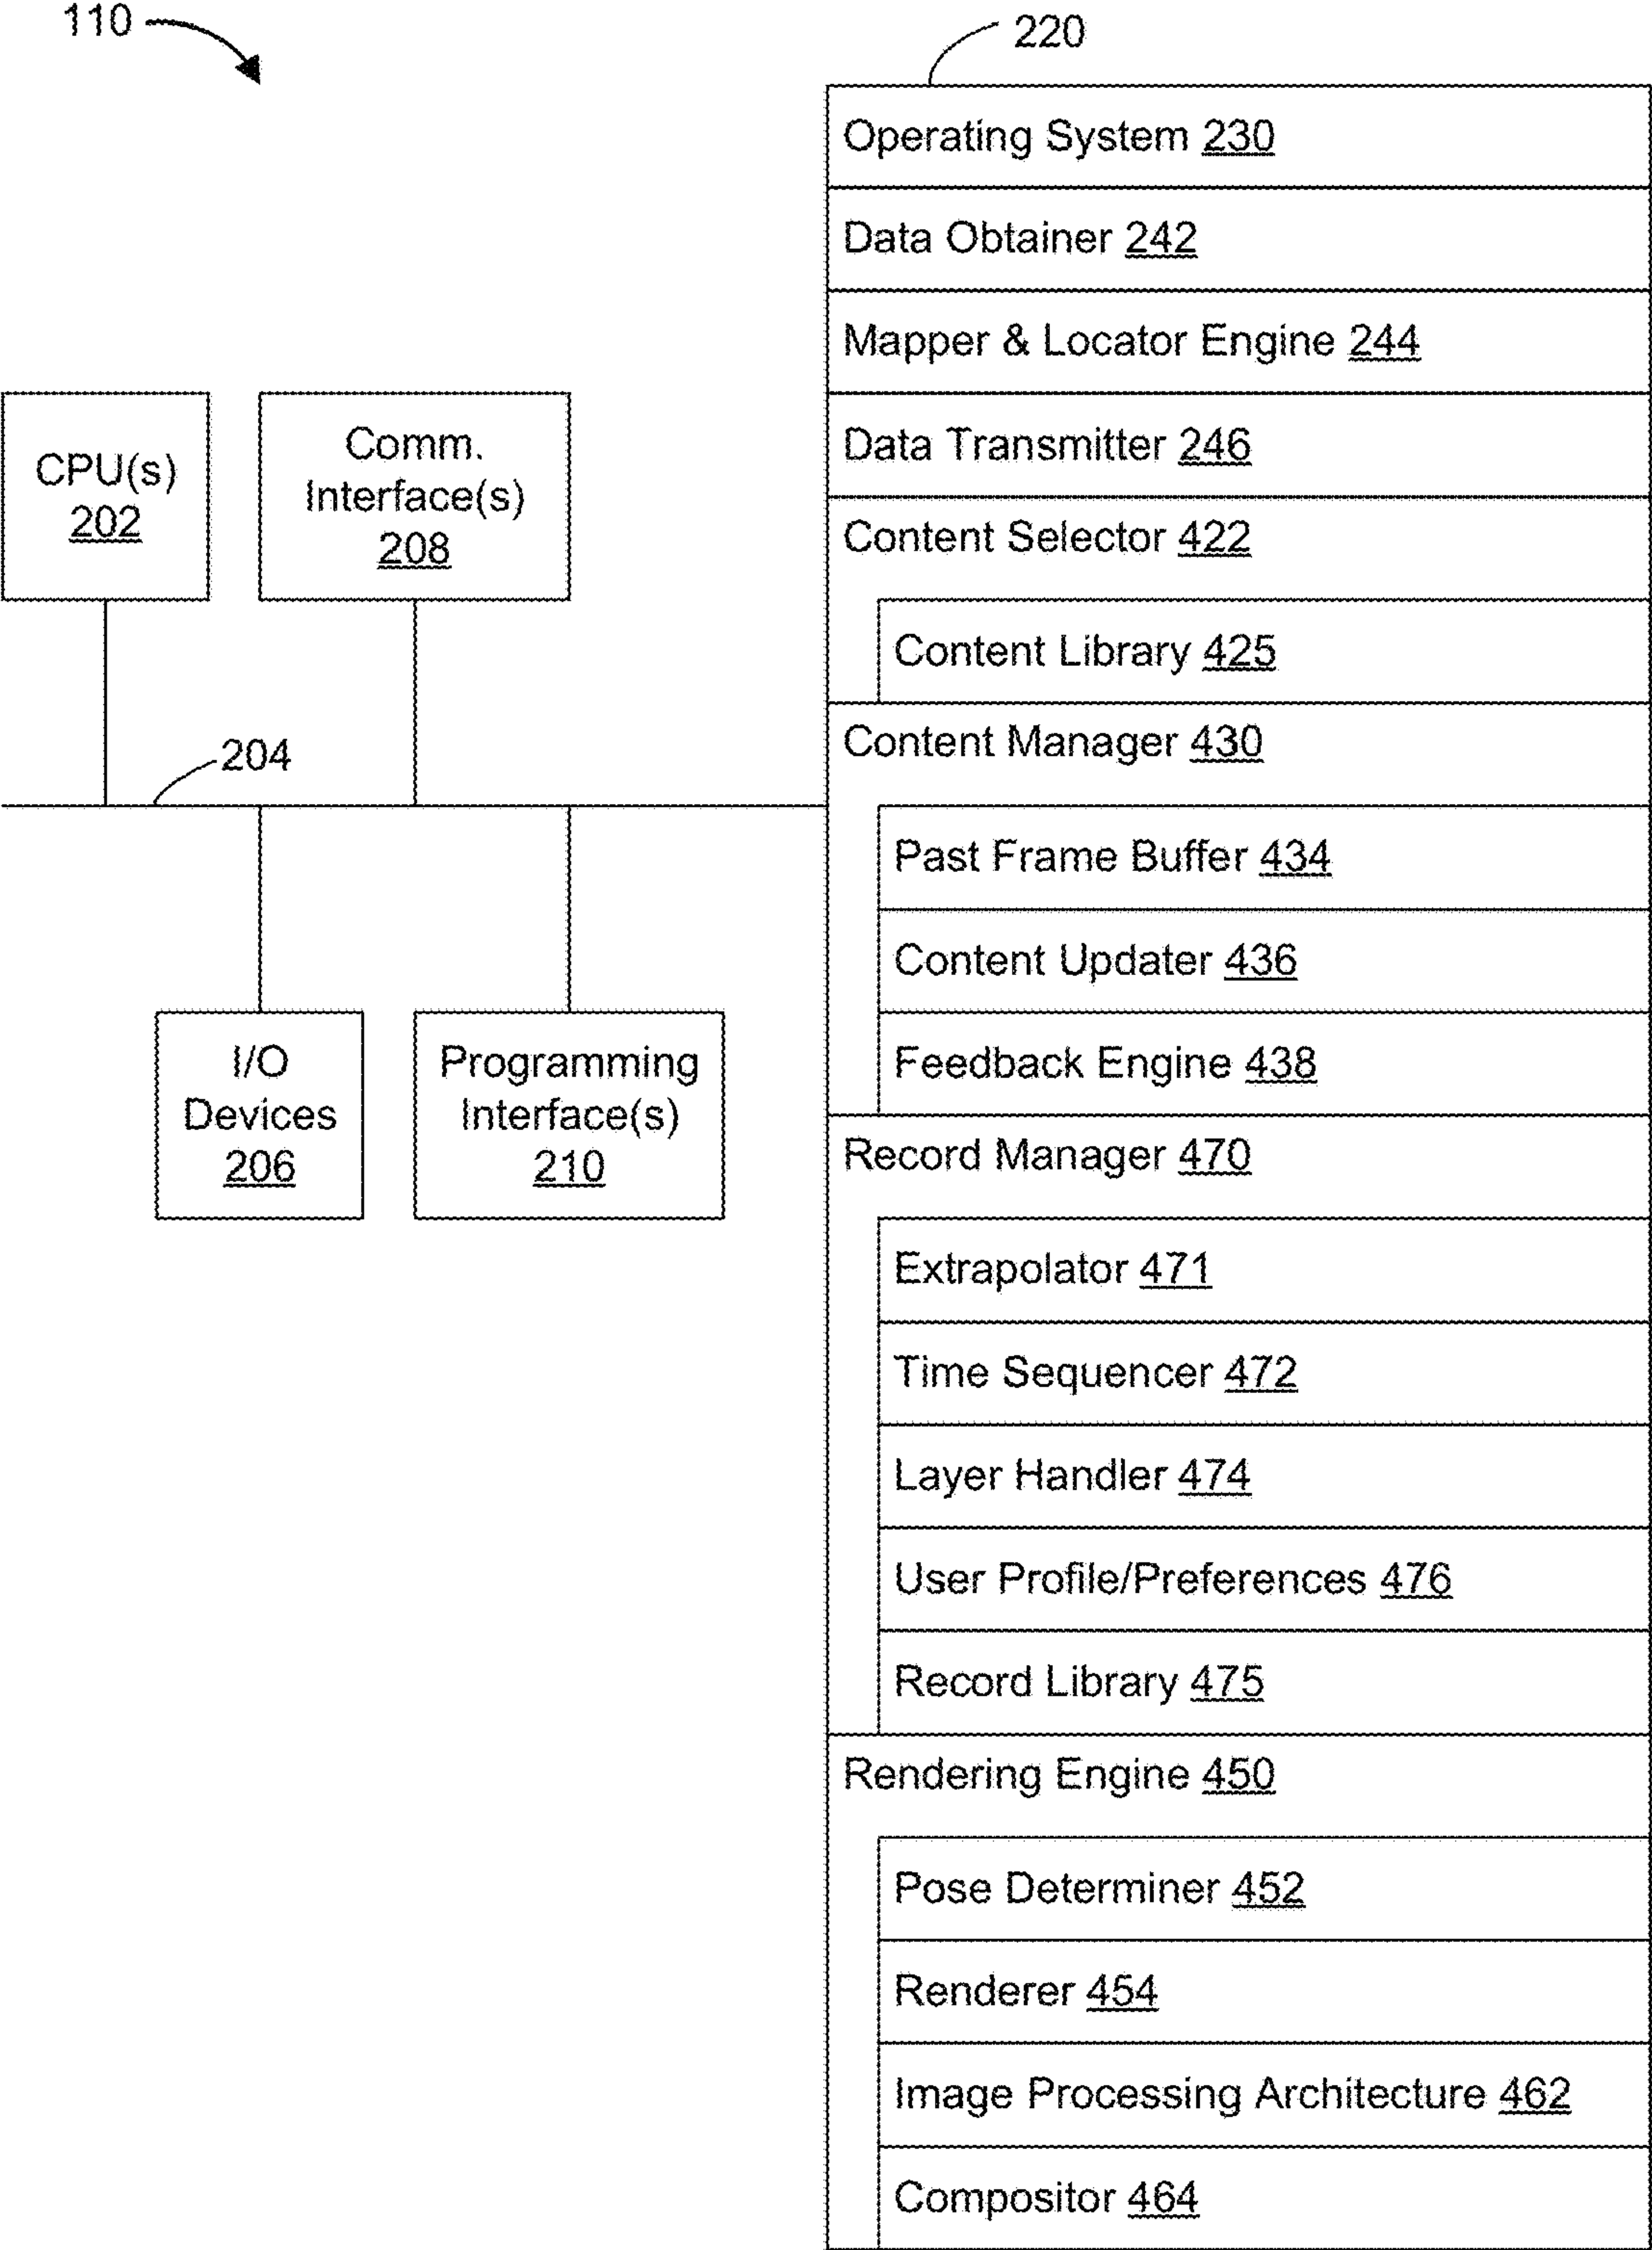 110
220
Operating System 230
Data Obtainer 242
Mapper & Locator Engine 244
Data Transmitter 246
Content Selector 422
Content Library 425
Content Manager 430
Past Frame Buffer 434
Content Updater 436
Feedback Engine 438
Record Manager 470
Extrapolator 471
Time Sequencer 472
Layer Handler 474
User Profile/Preferences 476
Record Library 475
Rendering Engine 450
Pose Determiner 452
Renderer 454
Image Processing Architecture 462
Compositor 464
CPU(s)
202
Comm.
Interface(s)
208
204
I/O
Devices
206
Programming
Interface(s)
210